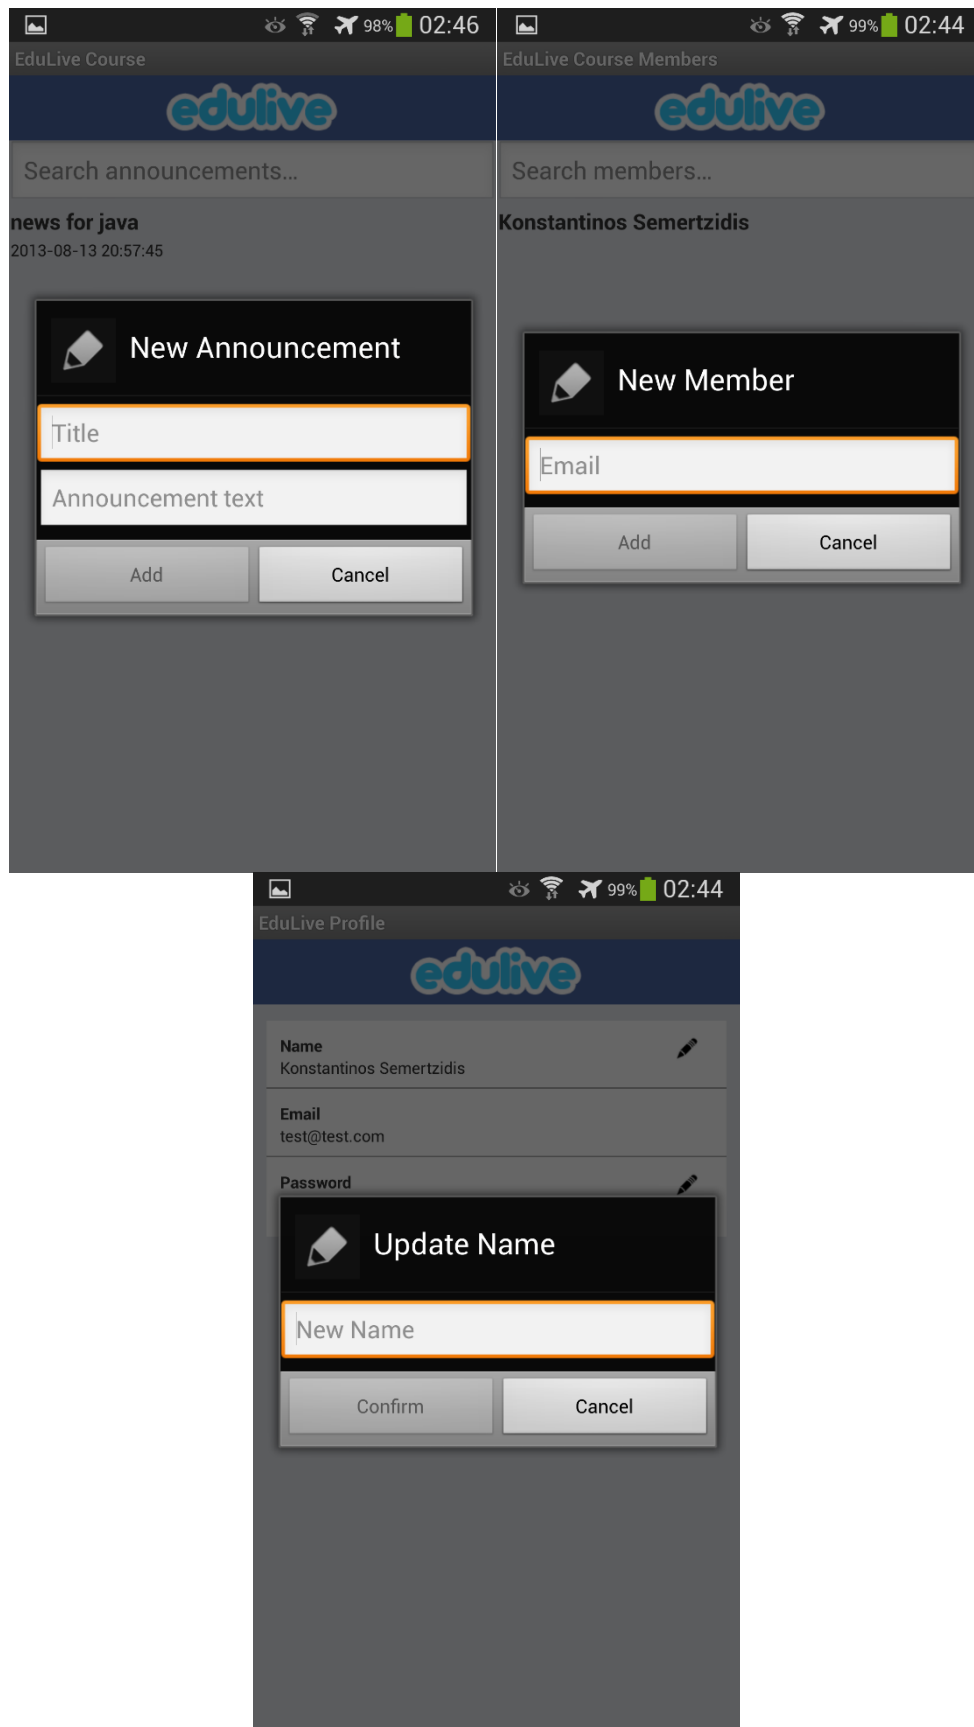 98% 02:46
EduLive Course
edulive
Search announcements...
news for java
2013-08-13 20:57:45
New Announcement
Title
Announcement text
Add Cancel
99% 02:44
EduLive Course Members
edulive
Search members...
Konstantinos Semertzidis
New Member
Email
Add Cancel
99% 02:44
EduLive Profile
edulive
Name
Konstantinos Semertzidis
Email
test@test.com
Password
Update Name
New Name
Confirm Cancel